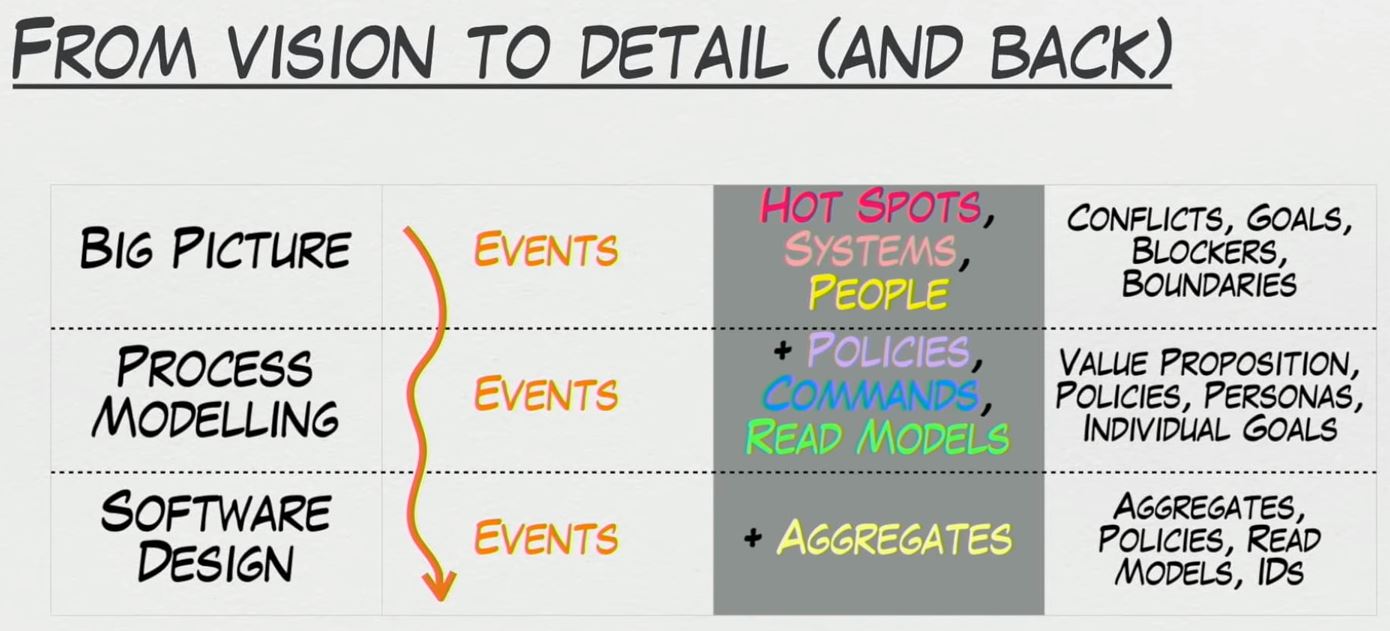 From vision to detail (and back)
Big Picture
Events
Hot Spots,
Systems,
People
Conflicts, Goals,
Blockers,
Boundaries
Process
Modelling
Events
+ Policies,
Commands,
Read Models
Value Proposition,
Policies, Personas,
Individual Goals
Software
Design
Events
+ Aggregates
Aggregates,
Policies, Read
Models, IDs